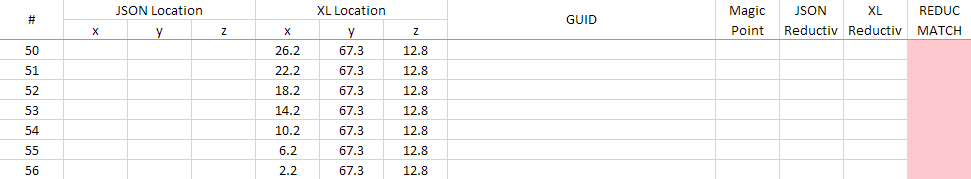 # JSON Location XL Location GUID Magic Point JSON Reductiv XL Reductiv REDUC MATCH
x y z x y z
50 26.2 67.3 12.8
51 22.2 67.3 12.8
52 18.2 67.3 12.8
53 14.2 67.3 12.8
54 10.2 67.3 12.8
55 6.2 67.3 12.8
56 2.2 67.3 12.8